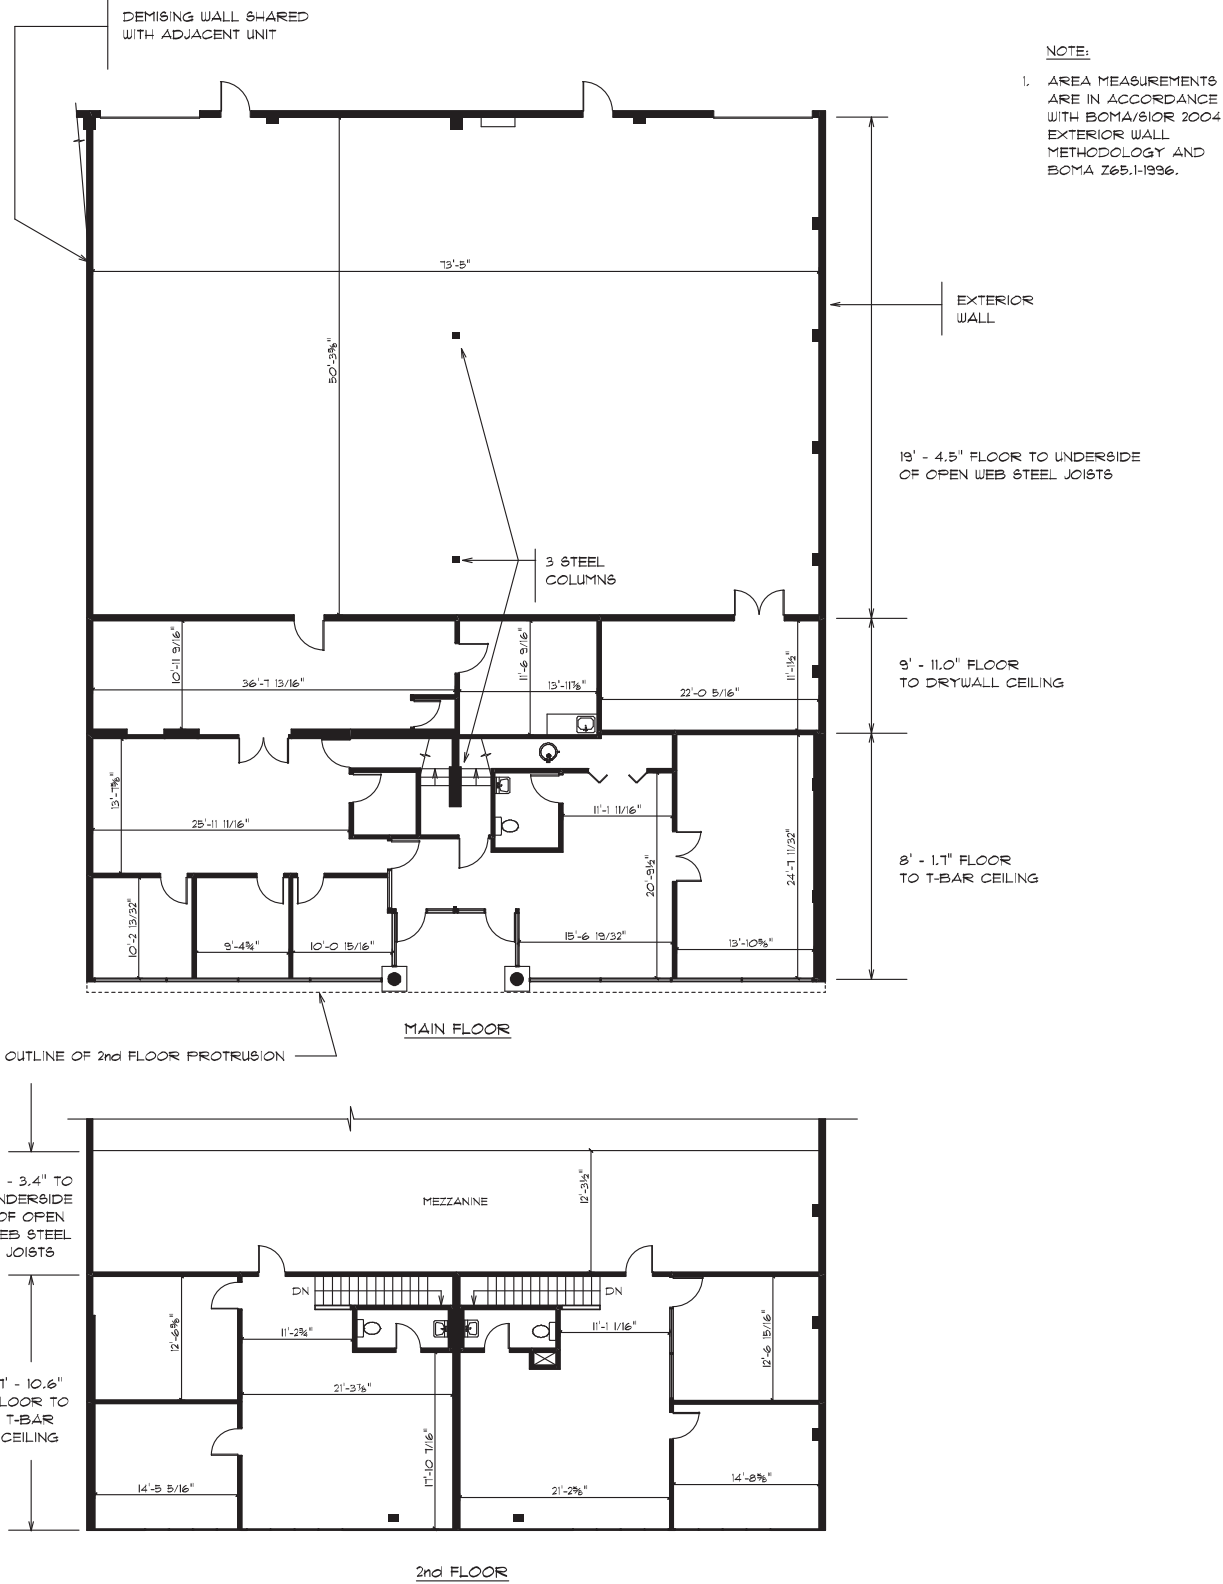 DEMISING WALL SHARED
WITH ADJACENT UNIT
NOTE:
1. AREA MEASUREMENTS
ARE IN ACCORDANCE
WITH BOMA/SIOR 2004
EXTERIOR WALL
METHODOLOGY AND
BOMA Z65.1-1996.
73'-5"
EXTERIOR
WALL
50'-3⅜"
19' - 4.5" FLOOR TO UNDERSIDE
OF OPEN WEB STEEL JOISTS
3 STEEL
COLUMNS
10'-11 9/16"
36'-7 13/16"
11'-6 9/16"
13'-11⅞"
22'-0 5/16"
11'-1½"
9' - 11.0" FLOOR
TO DRYWALL CEILING
13'-7⅝"
25'-11 11/16"
11'-1 11/16"
20'-9½"
24'-7 11/32"
8' - 1.7" FLOOR
TO T-BAR CEILING
10'-2 13/32"
9'-4¾"
10'-0 15/16"
15'-6 19/32"
13'-10⅝"
MAIN FLOOR
OUTLINE OF 2nd FLOOR PROTRUSION
- 3.4" TO
NDERSIDE
OF OPEN
EB STEEL
JOISTS
MEZZANINE
12'-3½"
DN
DN
12'-6⅝"
11'-2¾"
11'-1 1/16"
12'-6 15/16"
21'-3⅞"
7' - 10.6"
LOOR TO
T-BAR
CEILING
17'-10 7/16"
14'-5 5/16"
21'-2⅝"
14'-8⅝"
2nd FLOOR